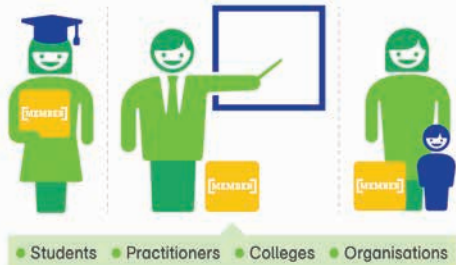 [MEMBER]
[MEMBER]
[MEMBER]
• Students • Practitioners • Colleges • Organisations